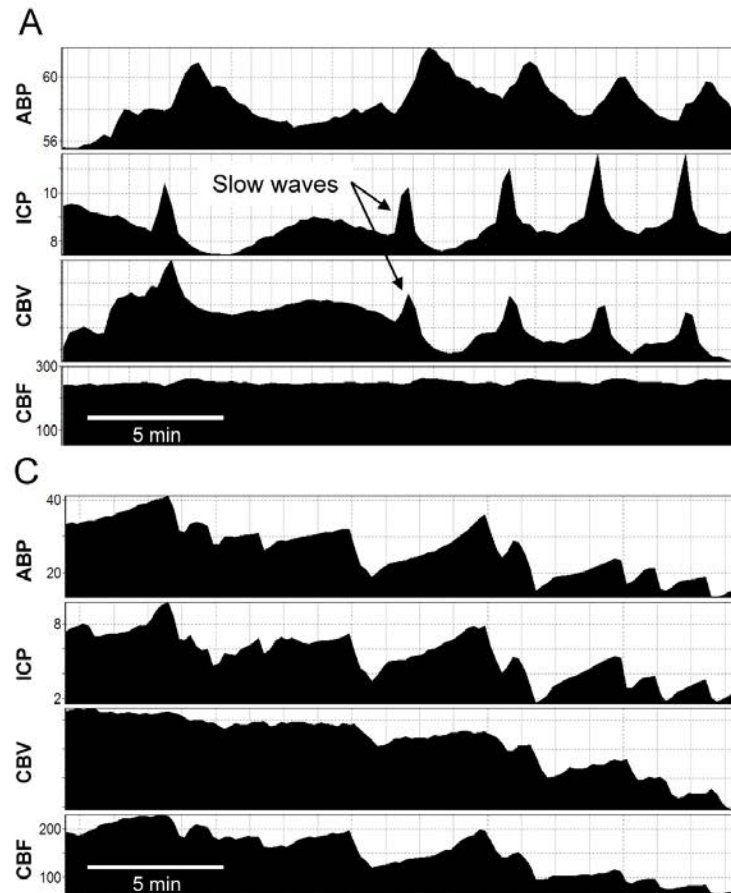 A
ABP
60
56
ICP
10
8
Slow waves
CBV
CBF
300
100
5 min
C
ABP
40
20
ICP
8
2
CBV
CBF
200
100
5 min